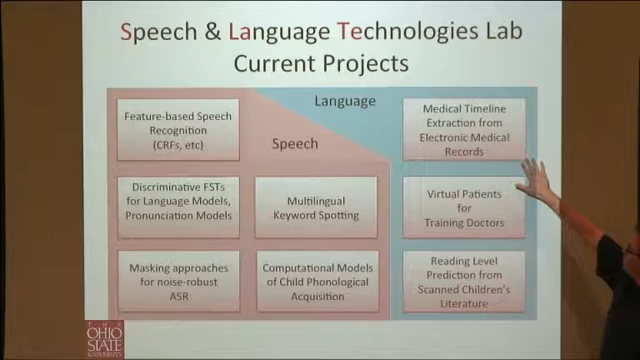 Speech & Language Technologies Lab
Current Projects
Language
Speech
Feature-based Speech
Recognition
(CRFs, etc)
Medical Timeline
Extraction from
Electronic Medical
Records
Discriminative FSTs
for Language Models,
Pronunciation Models
Multilingual
Keyword Spotting
Virtual Patients
for
Training Doctors
Masking approaches
for noise-robust
ASR
Computational Models
of Child Phonological
Acquisition
Reading Level
Prediction from
Scanned Children's
Literature
THE
OHIO
STATE
UNIVERSITY